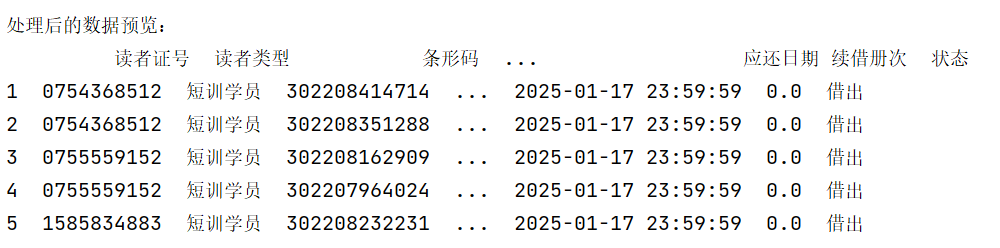 处理后的数据预览：
读者证号 读者类型 条形码 ... 应还日期 续借册次 状态
1 0754368512 短训学员 302208414714 ... 2025-01-17 23:59:59 0.0 借出
2 0754368512 短训学员 302208351288 ... 2025-01-17 23:59:59 0.0 借出
3 0755559152 短训学员 302208162909 ... 2025-01-17 23:59:59 0.0 借出
4 0755559152 短训学员 302207964024 ... 2025-01-17 23:59:59 0.0 借出
5 1585834883 短训学员 302208232231 ... 2025-01-17 23:59:59 0.0 借出